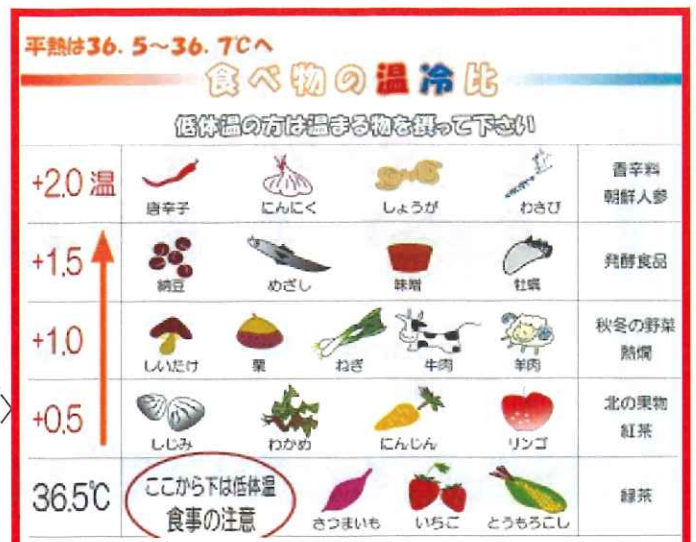 平熱は36.5～36.7℃へ
食べ物の温冷比
低体温の方は温まる物を摂って下さい
+2.0 温
唐辛子 にんにく しょうが わさび
香辛料
朝鮮人参
+1.5
納豆 めざし 味噌 牡蠣
発酵食品
+1.0
しいたけ 栗 ねぎ 牛肉 羊肉
秋冬の野菜
熱燗
+0.5
しじみ わかめ にんじん リンゴ
北の果物
紅茶
36.5℃
ここから下は低体温
食事の注意
さつまいも いちご とうもろこし
緑茶